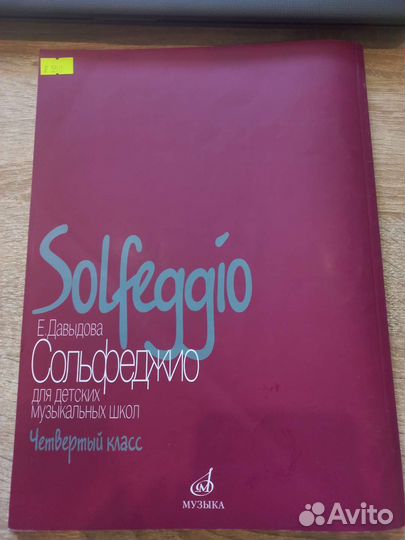 Solfeggio
Е.Давыдова
Сольфеджио
для детских
музыкальных школ
Четвертый класс
МУЗЫКА
Avito